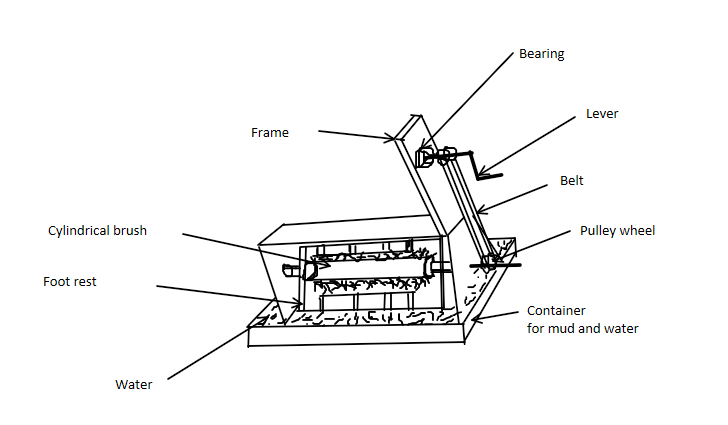 Bearing
Lever
Frame
Belt
Cylindrical brush
Pulley wheel
Foot rest
Container
for mud and water
Water